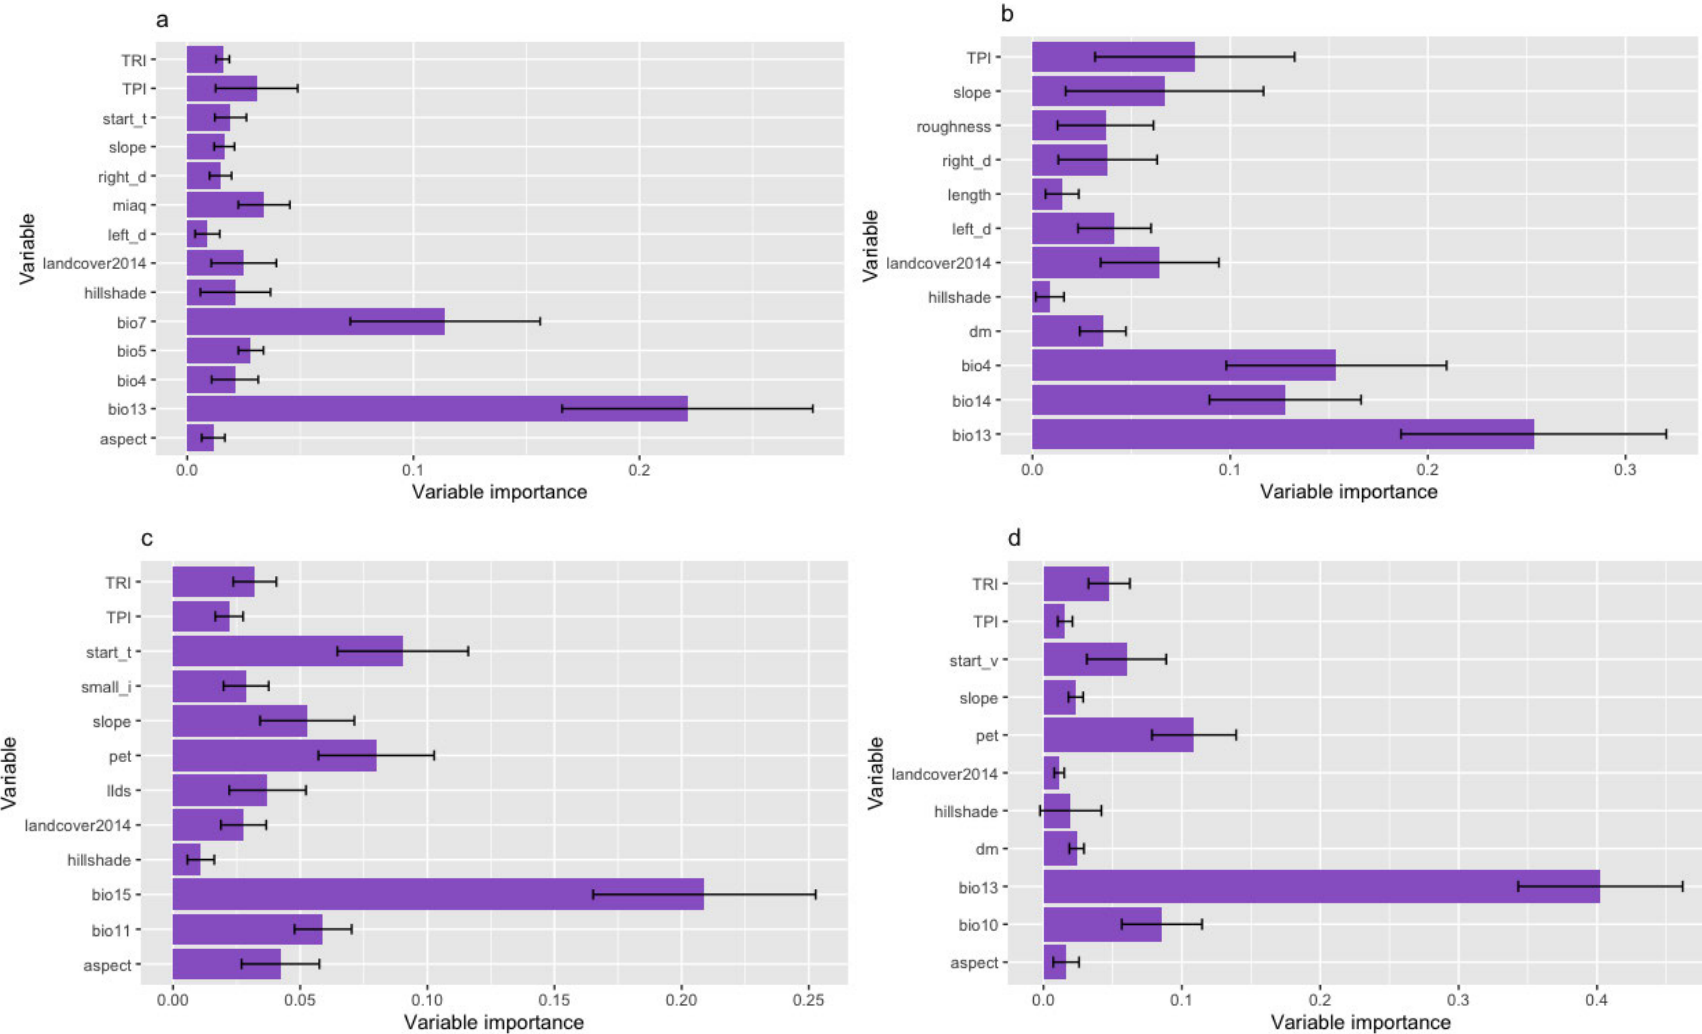 a
Variable
TRI
TPI
start_t
slope
right_d
miaq
left_d
landcover2014
hillshade
bio7
bio5
bio4
bio13
aspect
0.0 0.1 0.2
Variable importance
b
Variable
TPI
slope
roughness
right_d
length
left_d
landcover2014
hillshade
dm
bio4
bio14
bio13
0.0 0.1 0.2 0.3
Variable importance
c
Variable
TRI
TPI
start_t
small_i
slope
pet
llds
landcover2014
hillshade
bio15
bio11
aspect
0.00 0.05 0.10 0.15 0.20 0.25
Variable importance
d
Variable
TRI
TPI
start_v
slope
pet
landcover2014
hillshade
dm
bio13
bio10
aspect
0.0 0.1 0.2 0.3 0.4
Variable importance